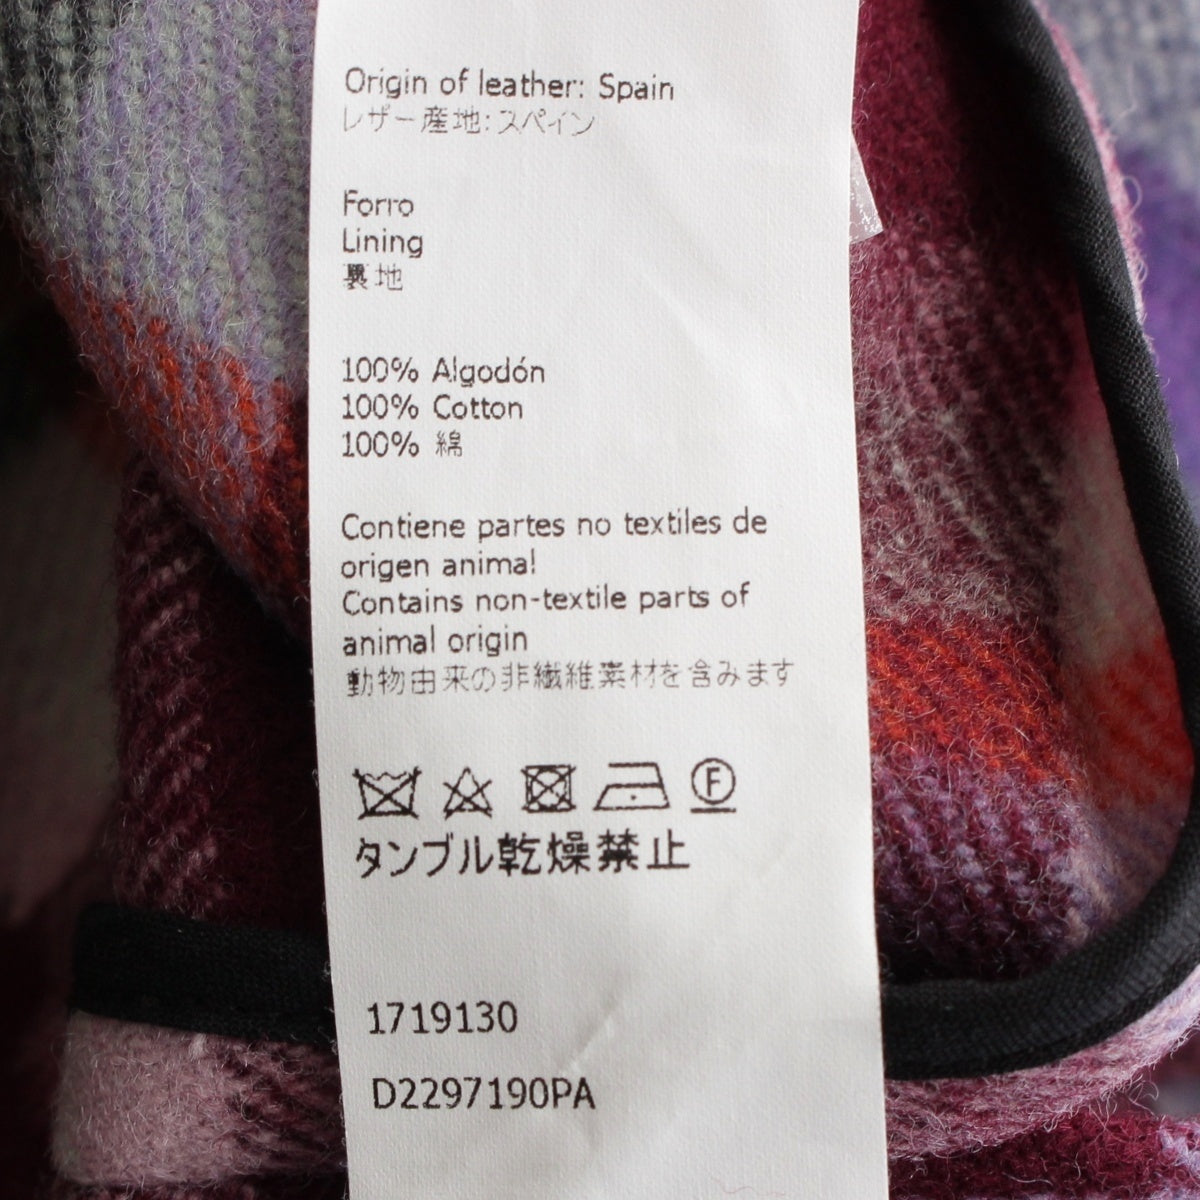 Origin of leather: Spain
レザー産地:スペイン
Forro
Lining
裏地
100% Algodón
100% Cotton
100% 綿
Contiene partes no textiles de
origen animal
Contains non-textile parts of
animal origin
動物由来の非繊維素材を含みます
F
タンブル乾燥禁止
1719130
D2297190PA